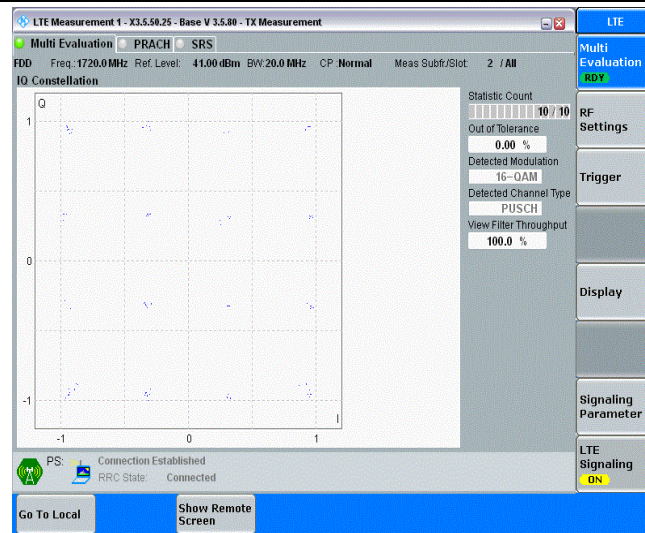 LTE Measurement 1 - X3.5.50.25 - Base V 3.5.80 - TX Measurement
LTE
Multi Evaluation PRACH SRS
Multi
Evaluation
RDY
FDD Freq.:1720.0 MHz Ref. Level: 41.00 dBm BW:20.0 MHz CP :Normal Meas Subfr/Slot: 2 / All
IQ Constellation
Q
1
0
-1
-1 0 1
I
Statistic Count
10 / 10
Out of Tolerance
0.00 %
Detected Modulation
16-QAM
Detected Channel Type
PUSCH
View Filter Throughput
100.0 %
RF
Settings
Trigger
Display
Signaling
Parameter
LTE
Signaling
ON
PS: Connection Established
RRC State: Connected
Go To Local
Show Remote
Screen